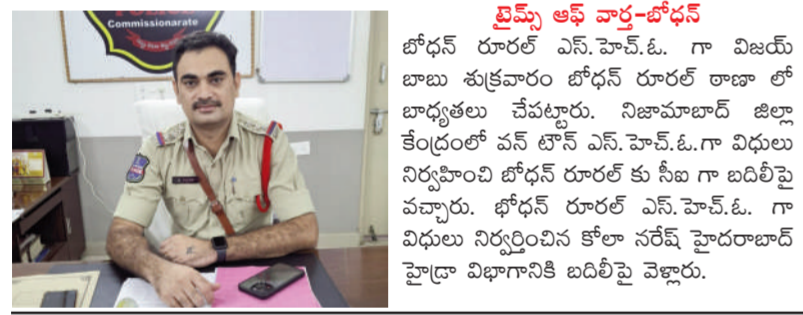 Commissionarate
టైమ్స్ ఆఫ్ వార్త-బోధన్
బోధన్ రూరల్ ఎస్.హెచ్.ఓ. గా విజయ్
బాబు శుక్రవారం బోధన్ రూరల్ ఠాణా లో
బాధ్యతలు చేపట్టారు. నిజామాబాద్ జిల్లా
కేంద్రంలో వన్ టౌన్ ఎస్.హెచ్.ఓ.గా విధులు
నిర్వహించి బోధన్ రూరల్ కు సీఐ గా బదిలీపై
వచ్చారు. భోధన్ రూరల్ ఎస్.హెచ్.ఓ. గా
విధులు నిర్వర్తించిన కోలా నరేష్ హైదరాబాద్
హైడ్రా విభాగానికి బదిలీపై వెళ్లారు.